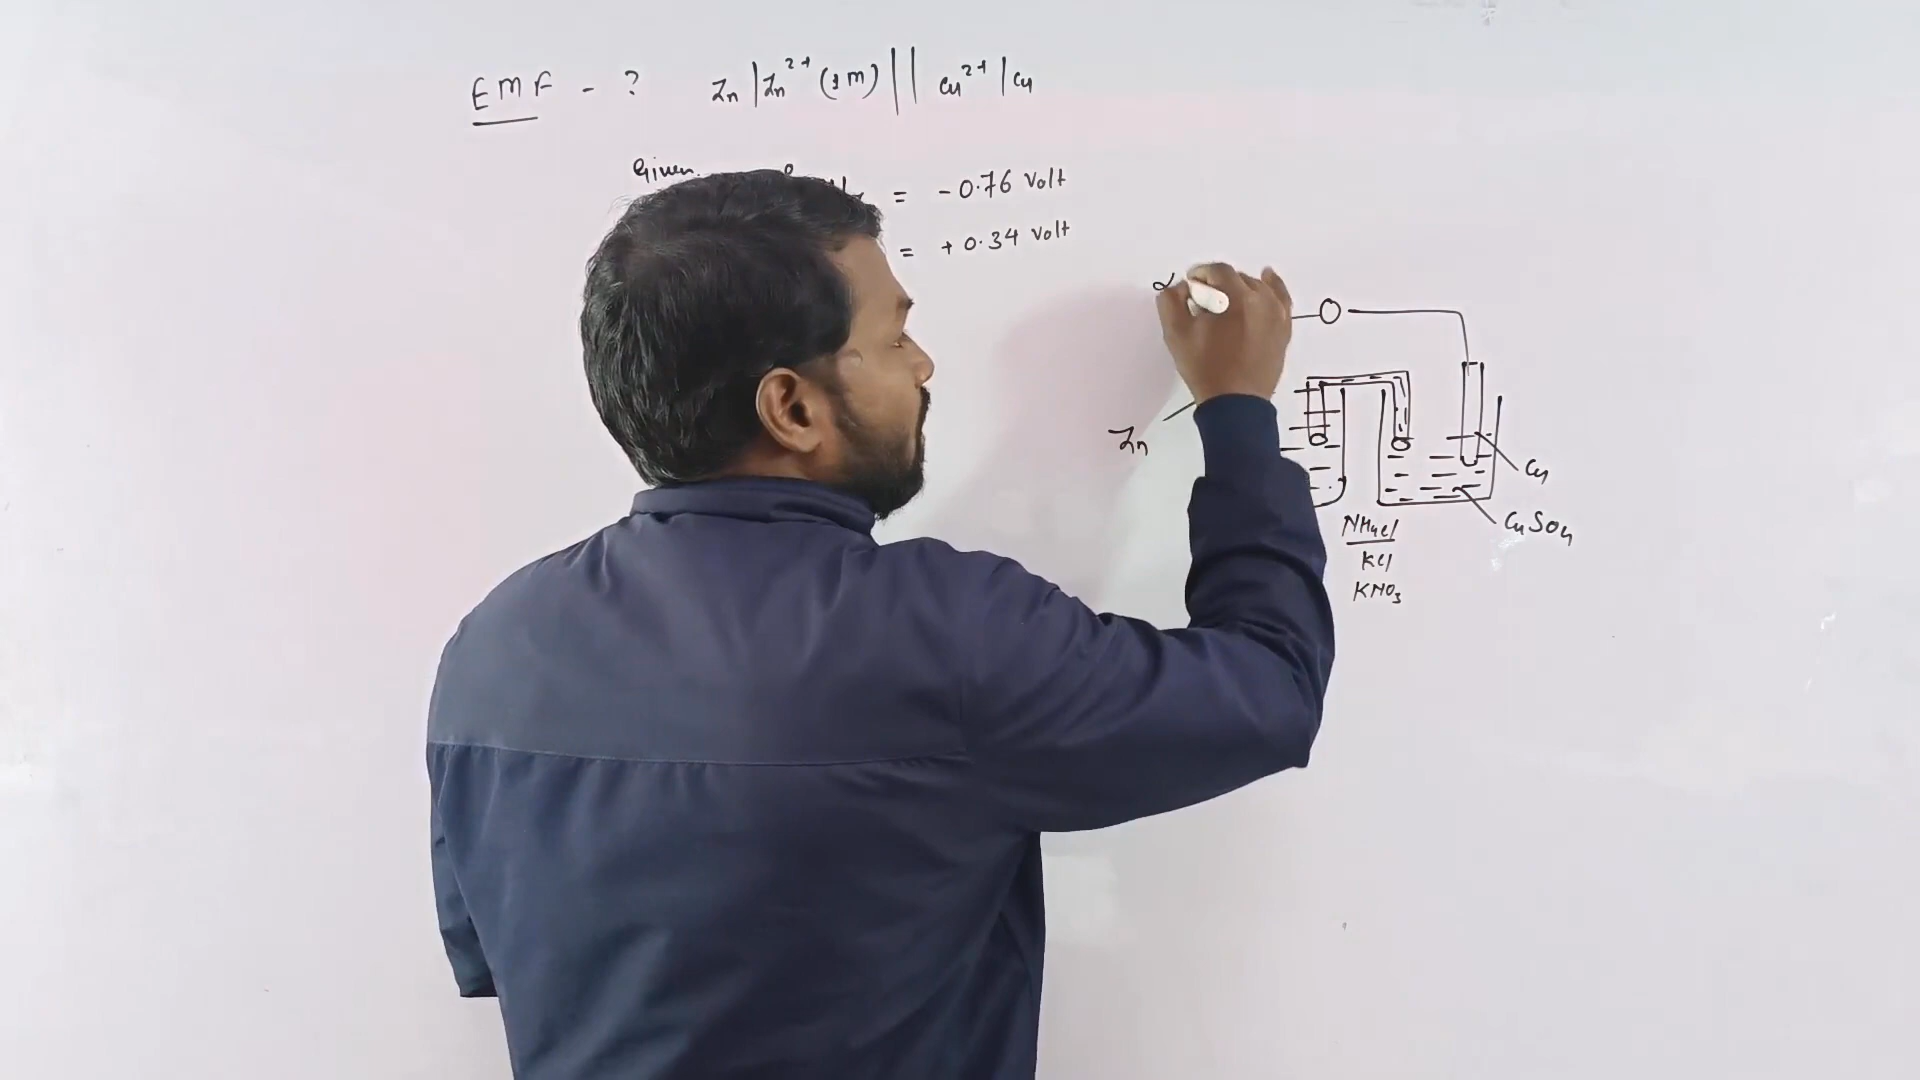 EMF - ? Zn | Zn²⁺ (1M) || Cu²⁺ | Cu
Given
= - 0.76 Volt
= + 0.34 Volt
Zn
Cu
CuSO₄
NH₄Cl
KCl
KNO₃